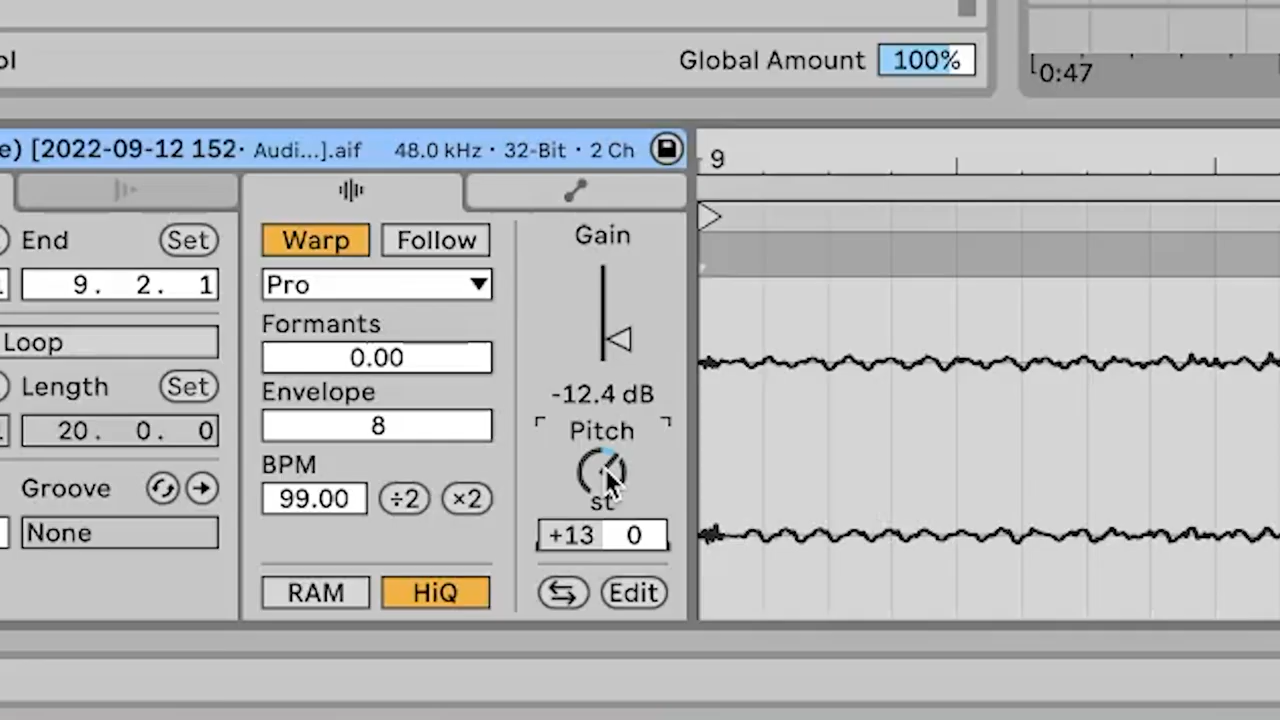 ol
Global Amount 100%
0:47
e) [2022-09-12 152· Audi...].aif 48.0 kHz · 32-Bit · 2 Ch
9
End Set
9. 2. 1
Loop
Length Set
20. 0. 0
Groove
None
Warp Follow
Pro
Formants
0.00
Envelope
8
BPM
99.00 ÷2 ×2
RAM HiQ
Gain
-12.4 dB
Pitch
st
+13 0
Edit